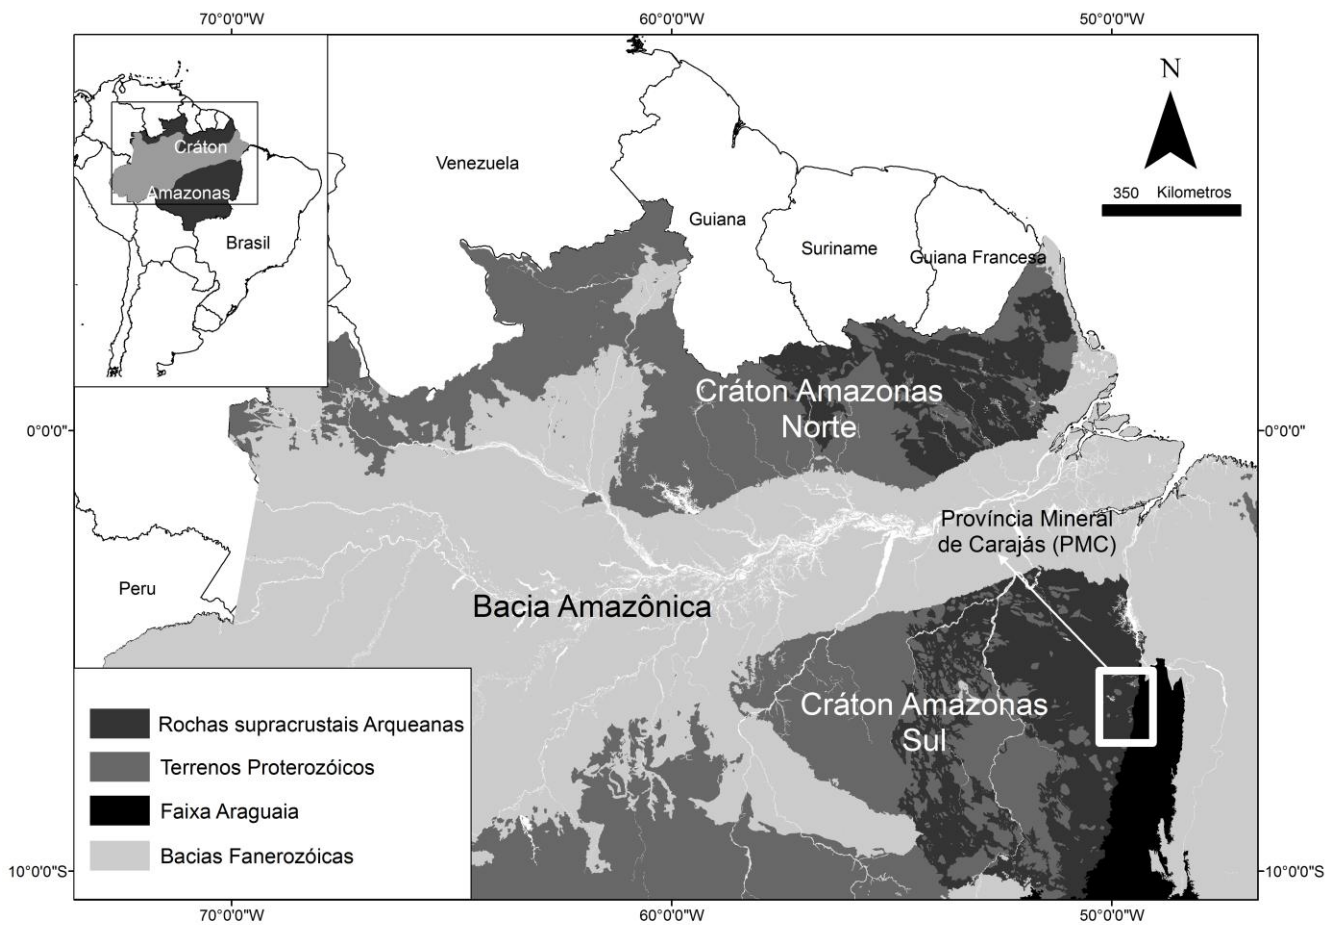 70°0'0"W
60°0'0"W
50°0'0"W
N
350 Kilometros
Venezuela
Guiana
Suriname
Guiana Francesa
Cráton
Amazonas
Brasil
Cráton Amazonas
Norte
0°0'0"
0°0'0"
Província Mineral
de Carajás (PMC)
Peru
Bacia Amazônica
Cráton Amazonas
Sul
Rochas supracrustais Arqueanas
Terrenos Proterozóicos
Faixa Araguaia
Bacias Fanerozóicas
10°0'0"S
10°0'0"S
70°0'0"W
60°0'0"W
50°0'0"W